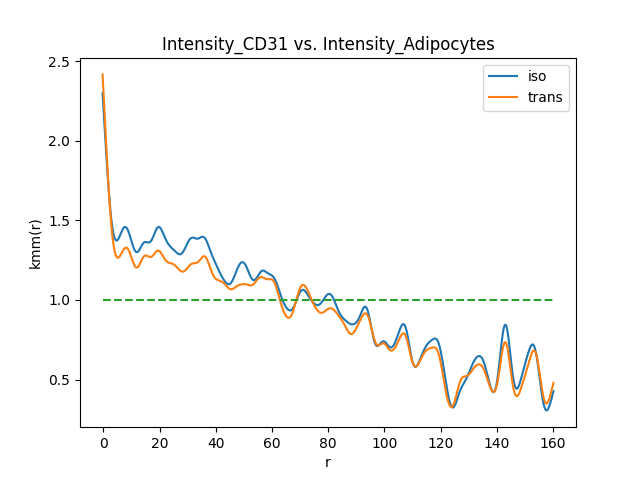 Intensity_CD31 vs. Intensity_Adipocytes
2.5
2.0
1.5
1.0
0.5
kmm(r)
iso
trans
0 20 40 60 80 100 120 140 160
r